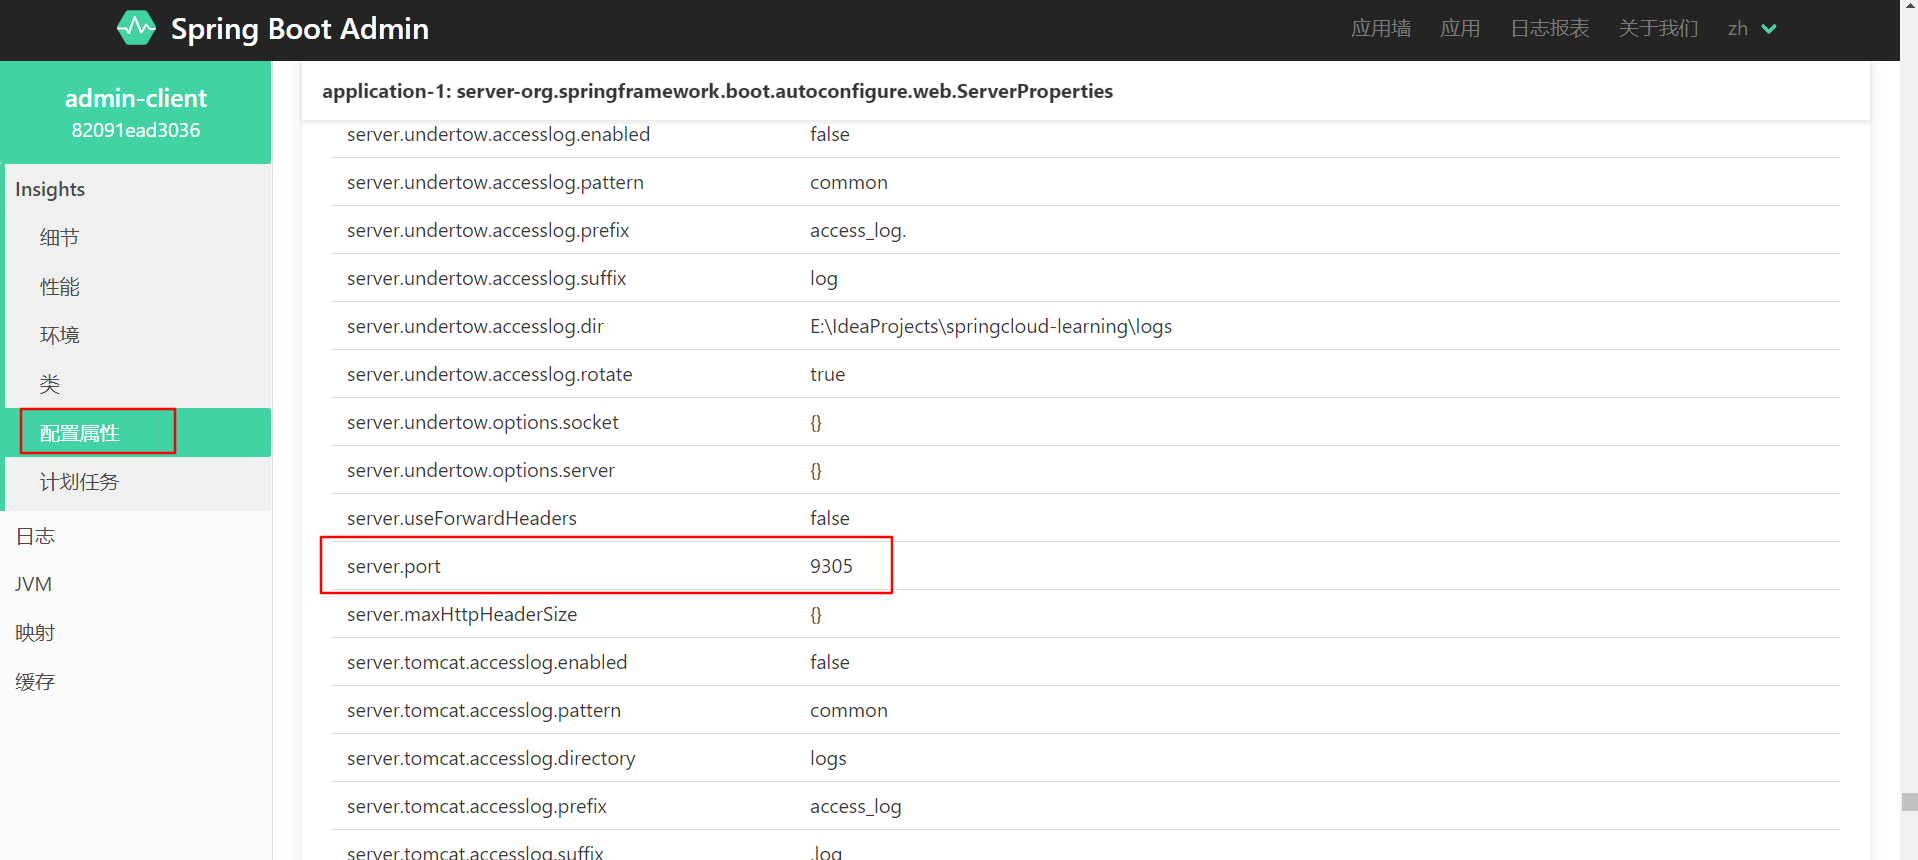 Spring Boot Admin 应用墙 应用 日志报表 关于我们 zh
admin-client
82091ead3036
Insights
细节
性能
环境
类
配置属性
计划任务
日志
JVM
映射
缓存
application-1: server-org.springframework.boot.autoconfigure.web.ServerProperties
server.undertow.accesslog.enabled false
server.undertow.accesslog.pattern common
server.undertow.accesslog.prefix access_log.
server.undertow.accesslog.suffix log
server.undertow.accesslog.dir E:\IdeaProjects\springcloud-learning\logs
server.undertow.accesslog.rotate true
server.undertow.options.socket {}
server.undertow.options.server {}
server.useForwardHeaders false
server.port 9305
server.maxHttpHeaderSize {}
server.tomcat.accesslog.enabled false
server.tomcat.accesslog.pattern common
server.tomcat.accesslog.directory logs
server.tomcat.accesslog.prefix access_log
server.tomcat.accesslog.suffix .log